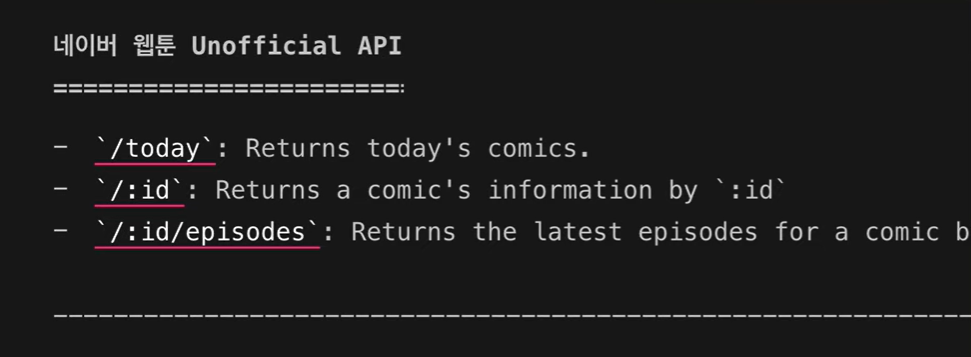 네이버 웹툰 Unofficial API
========================
- `/today`: Returns today's comics.
- `/:id`: Returns a comic's information by `:id`
- `/:id/episodes`: Returns the latest episodes for a comic